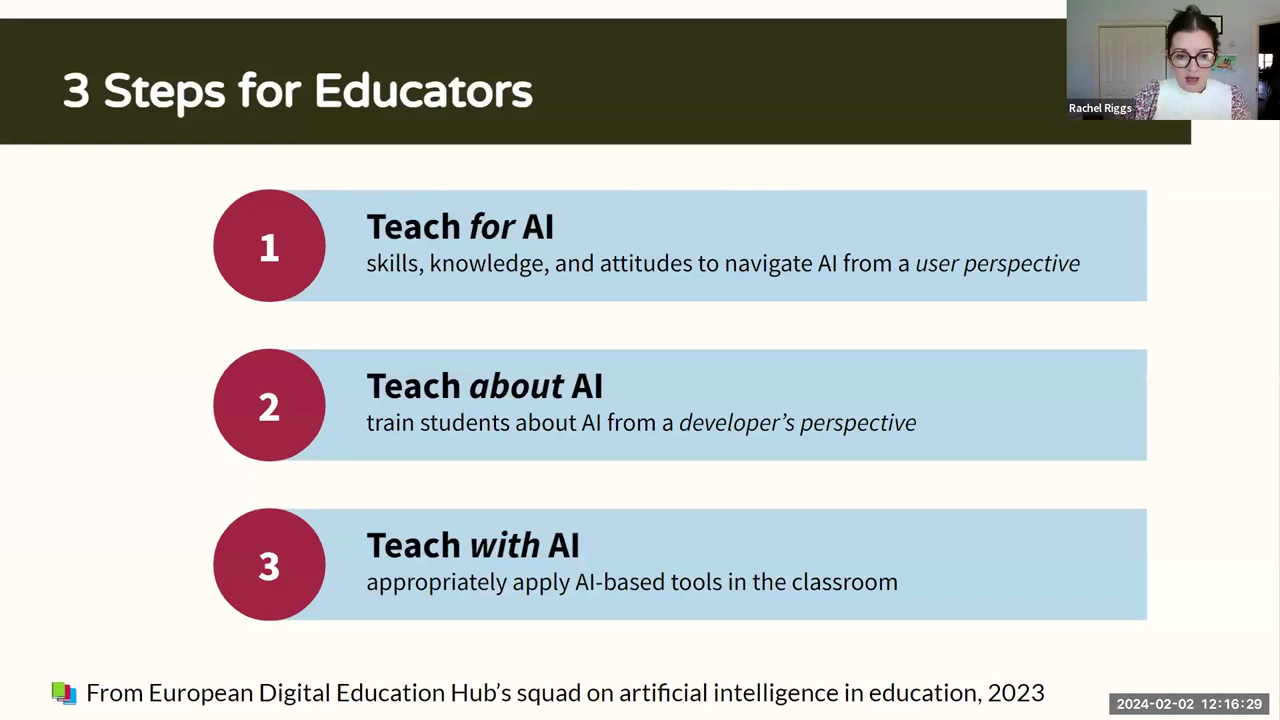 3 Steps for Educators
Rachel Riggs
1
Teach for AI
skills, knowledge, and attitudes to navigate AI from a user perspective
2
Teach about AI
train students about AI from a developer’s perspective
3
Teach with AI
appropriately apply AI-based tools in the classroom
From European Digital Education Hub’s squad on artificial intelligence in education, 2023
2024-02-02 12:16:29